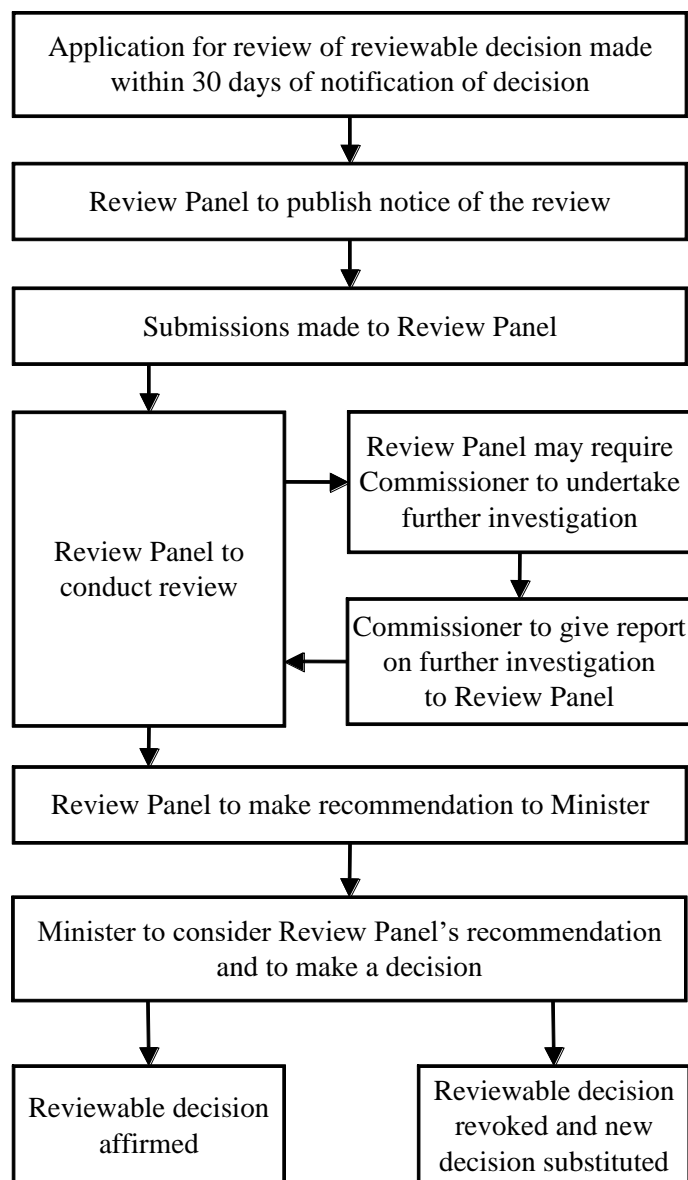 Application for review of reviewable decision made
within 30 days of notification of decision
Review Panel to publish notice of the review
Submissions made to Review Panel
Review Panel to
conduct review
Review Panel may require
Commissioner to undertake
further investigation
Commissioner to give report
on further investigation
to Review Panel
Review Panel to make recommendation to Minister
Minister to consider Review Panel’s recommendation
and to make a decision
Reviewable decision
affirmed
Reviewable decision
revoked and new
decision substituted